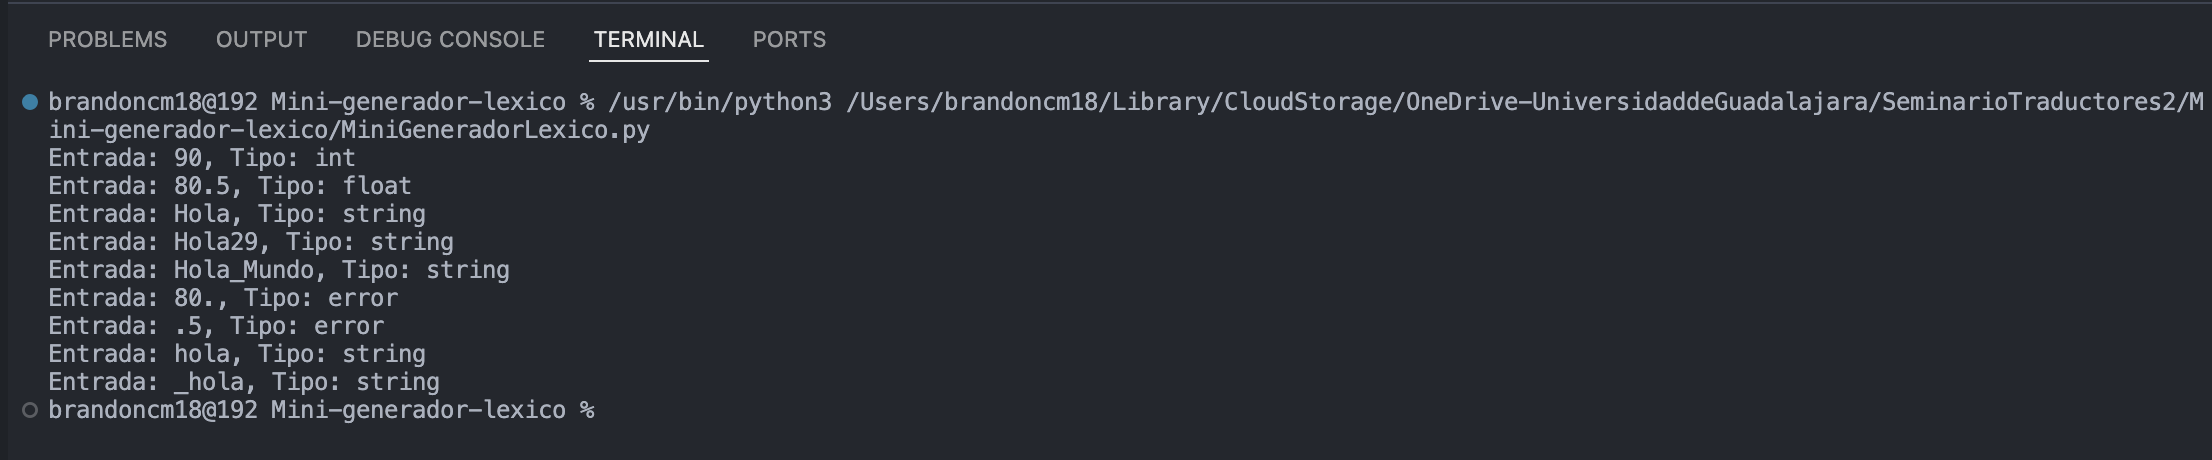 PROBLEMS OUTPUT DEBUG CONSOLE TERMINAL PORTS
brandoncm18@192 Mini-generador-lexico % /usr/bin/python3 /Users/brandoncm18/Library/CloudStorage/OneDrive-UniversidaddeGuadalajara/SeminarioTraductores2/M
ini-generador-lexico/MiniGeneradorLexico.py
Entrada: 90, Tipo: int
Entrada: 80.5, Tipo: float
Entrada: Hola, Tipo: string
Entrada: Hola29, Tipo: string
Entrada: Hola_Mundo, Tipo: string
Entrada: 80., Tipo: error
Entrada: .5, Tipo: error
Entrada: hola, Tipo: string
Entrada: _hola, Tipo: string
brandoncm18@192 Mini-generador-lexico %